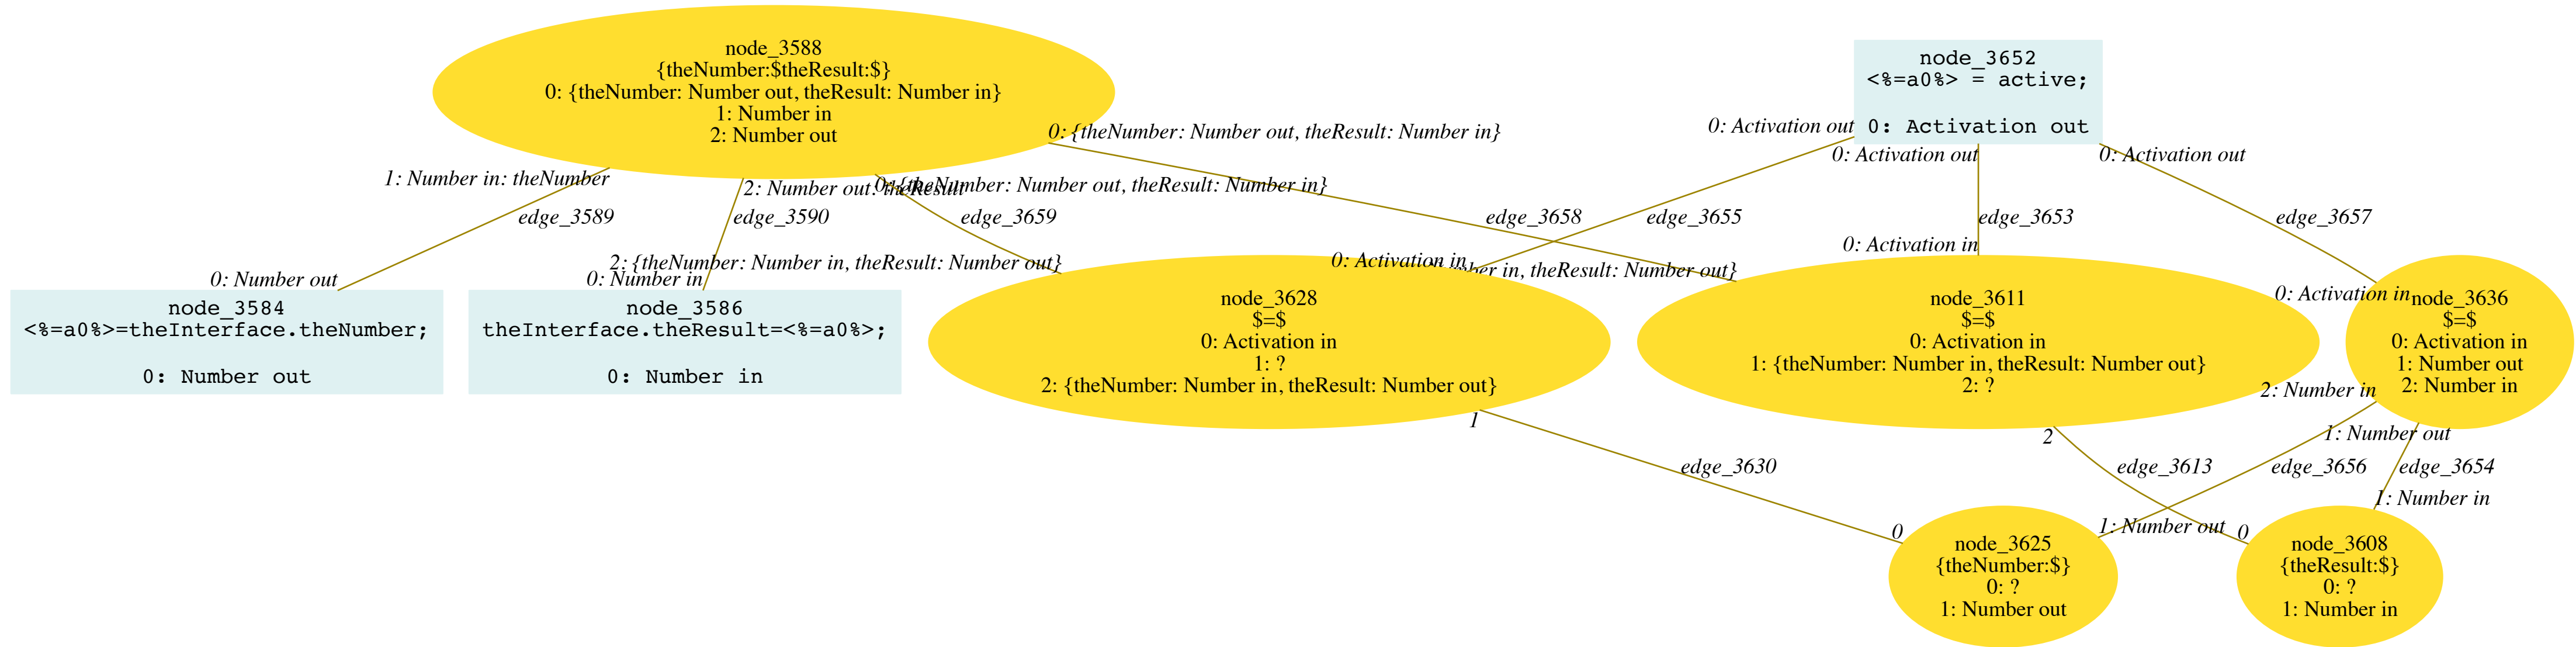 node_3588
{theNumber:$theResult:$}
0: {theNumber: Number out, theResult: Number in}
1: Number in
2: Number out
node_3652
<%=a0%> = active;
0: Activation out
0: {theNumber: Number out, theResult: Number in}
0: Activation out
0: Activation out
0: Activation out
1: Number in: theNumber
2: Number out: theResult
0: {theNumber: Number out, theResult: Number in}
edge_3589
edge_3590
edge_3659
edge_3658
edge_3655
edge_3653
edge_3657
0: Number out
0: Number in
2: {theNumber: Number in, theResult: Number out}
0: Activation in
in, theResult: Number out}
0: Activation in
0: Activation in
node_3584
<%=a0%>=theInterface.theNumber;
0: Number out
node_3586
theInterface.theResult=<%=a0%>;
0: Number in
node_3628
$=$
0: Activation in
1: ?
2: {theNumber: Number in, theResult: Number out}
node_3611
$=$
0: Activation in
1: {theNumber: Number in, theResult: Number out}
2: ?
node_3636
$=$
0: Activation in
1: Number out
2: Number in
1
2
2: Number in
1: Number out
edge_3630
edge_3613
edge_3656
edge_3654
0
1: Number out
0
1: Number in
node_3625
{theNumber:$}
0: ?
1: Number out
node_3608
{theResult:$}
0: ?
1: Number in